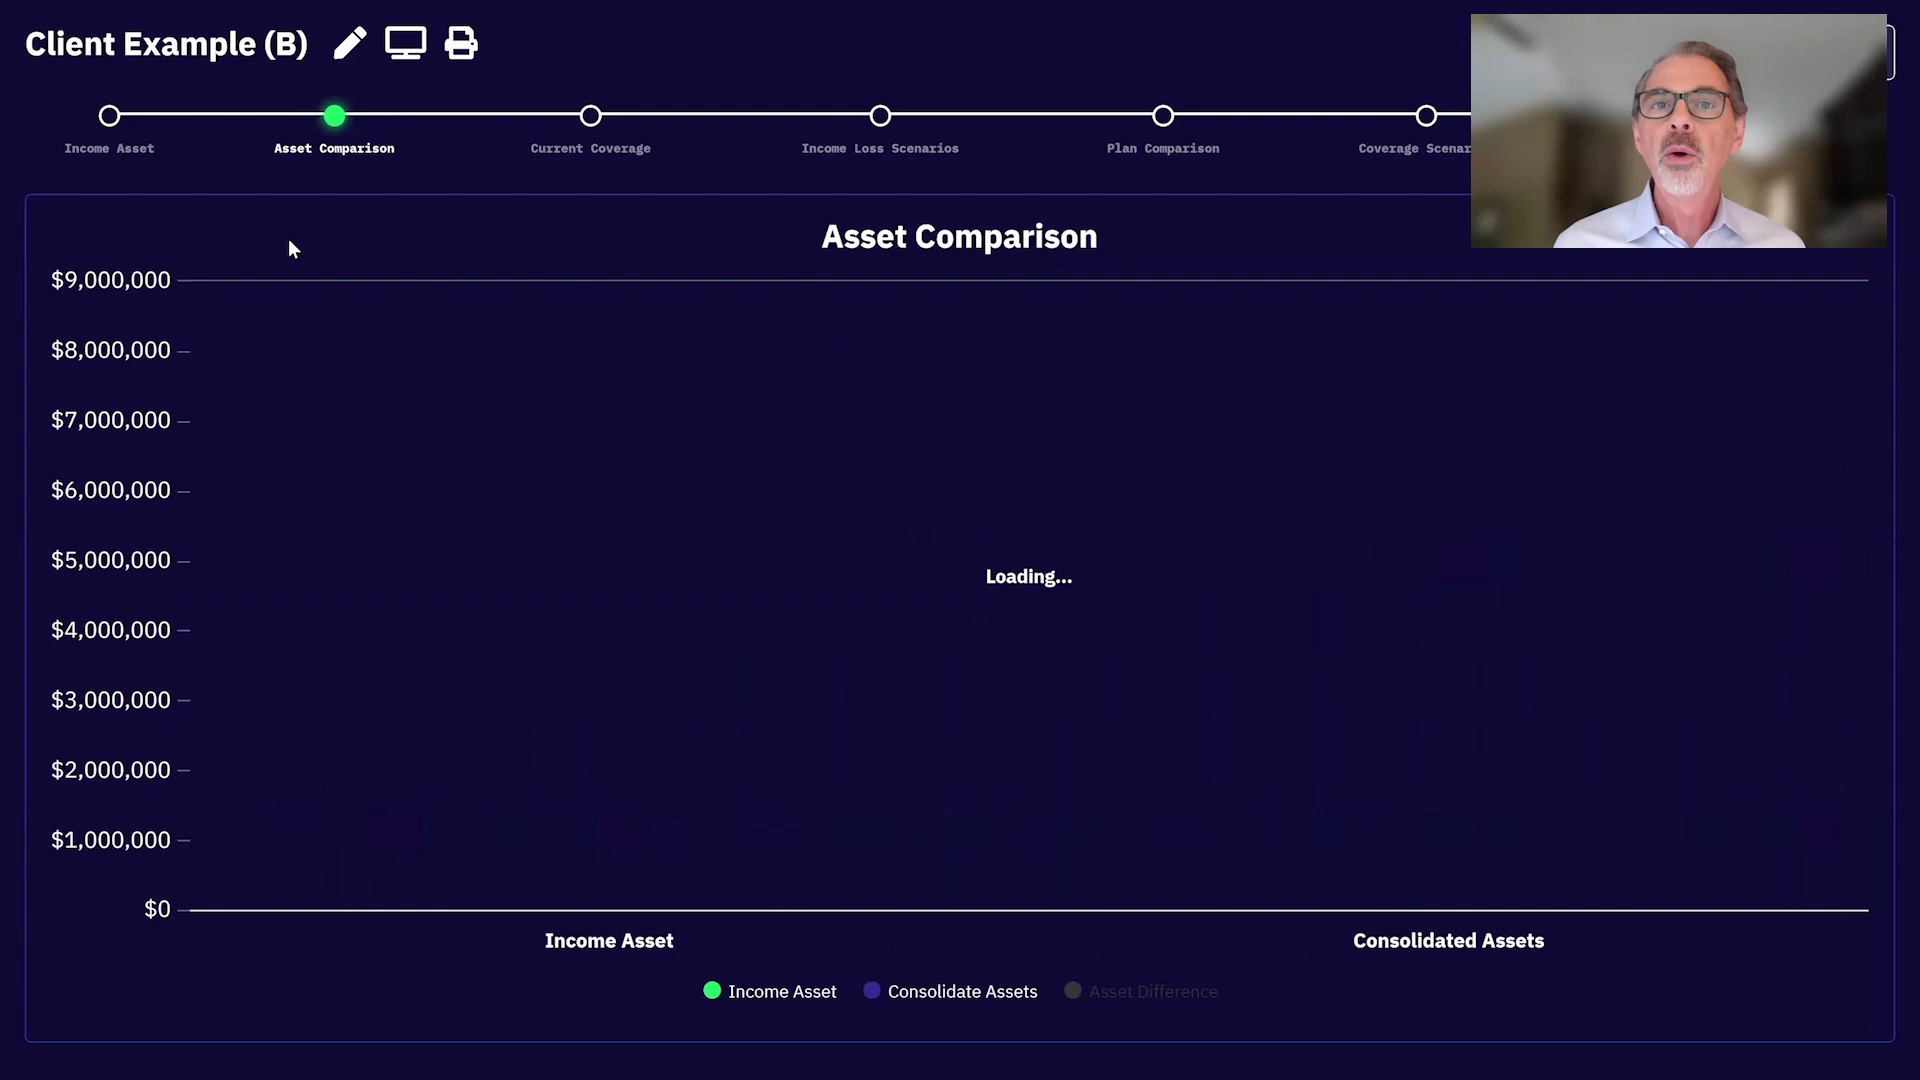 Client Example (B)
Income Asset
Asset Comparison
Current Coverage
Income Loss Scenarios
Plan Comparison
Coverage Scenar
Asset Comparison
$9,000,000
$8,000,000
$7,000,000
$6,000,000
$5,000,000
Loading...
$4,000,000
$3,000,000
$2,000,000
$1,000,000
$0
Income Asset
Consolidated Assets
Income Asset
Consolidate Assets
Asset Difference